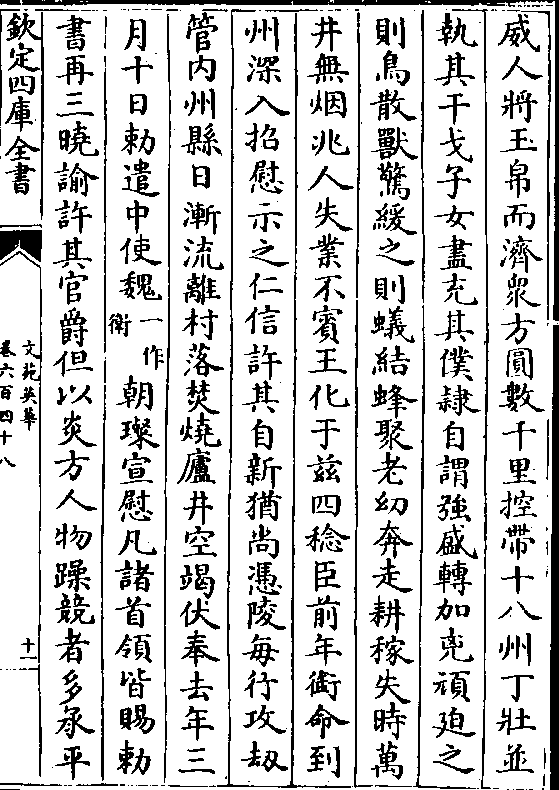 威人將玉帛而濟衆方圓數千里控帶十八州丁壯並
執其干戈子女盡充其僕隸自謂強盛轉加兇頑廹之
則鳥散獸驚緩之則蟻結蜂聚老幼奔走耕稼失時萬
井無烟兆人失業不賓王化于兹四稔臣前年銜命到
州深入招慰示之仁信許其自新猶尚憑陵每行攻刼
管内州縣日漸流離村落焚燒廬井空竭伏奉去年三
月十日勅遣中使魏一作衛朝璨宣慰凡諸首領皆賜勅
書再三曉諭許其官爵但以炎方人物躁競者多承平
欽定四庫全書
文苑英華
卷六百四十八
十一